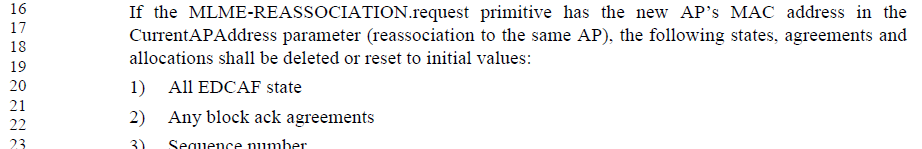 16 If the MLME-REASSOCIATION.request primitive has the new AP’s MAC address in the
17 CurrentAPAddress parameter (reassociation to the same AP), the following states, agreements and
18 allocations shall be deleted or reset to initial values:
19
20 1) All EDCAF state
21
22 2) Any block ack agreements
23 3) Sequence number